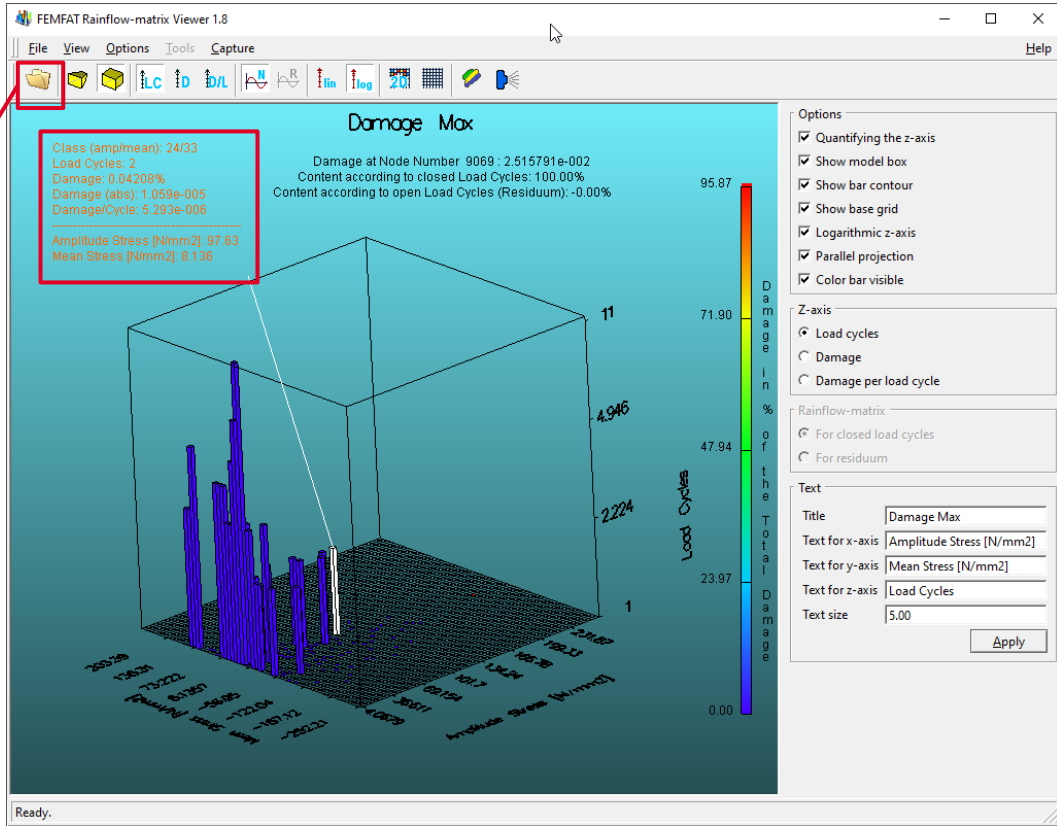 FEMFAT Rainflow-matrix Viewer 1.8
File View Options Tools Capture Help
LC D D/L N R lin log 2D
Damage Max
Class (amp/mean): 24/33
Load Cycles: 2
Damage: 0.04208%
Damage (abs): 1.059e-005
Damage/Cycle: 5.293e-006
Amplitude Stress [N/mm2]: 97.63
Mean Stress [N/mm2]: 8.136
Damage at Node Number 9069 : 2.515791e-002
Content according to closed Load Cycles: 100.00%
Content according to open Load Cycles (Residuum): -0.00%
11
4.946
2.224
1
Load Cycles
Amplitude Stress [N/mm2]
95.87
71.90
47.94
23.97
0.00
Damage in % of the Total Damage
Options
Quantifying the z-axis
Show model box
Show bar contour
Show base grid
Logarithmic z-axis
Parallel projection
Color bar visible
Z-axis
Load cycles
Damage
Damage per load cycle
Rainflow-matrix
For closed load cycles
For residuum
Text
Title Damage Max
Text for x-axis Amplitude Stress [N/mm2]
Text for y-axis Mean Stress [N/mm2]
Text for z-axis Load Cycles
Text size 5.00
Apply
Ready.